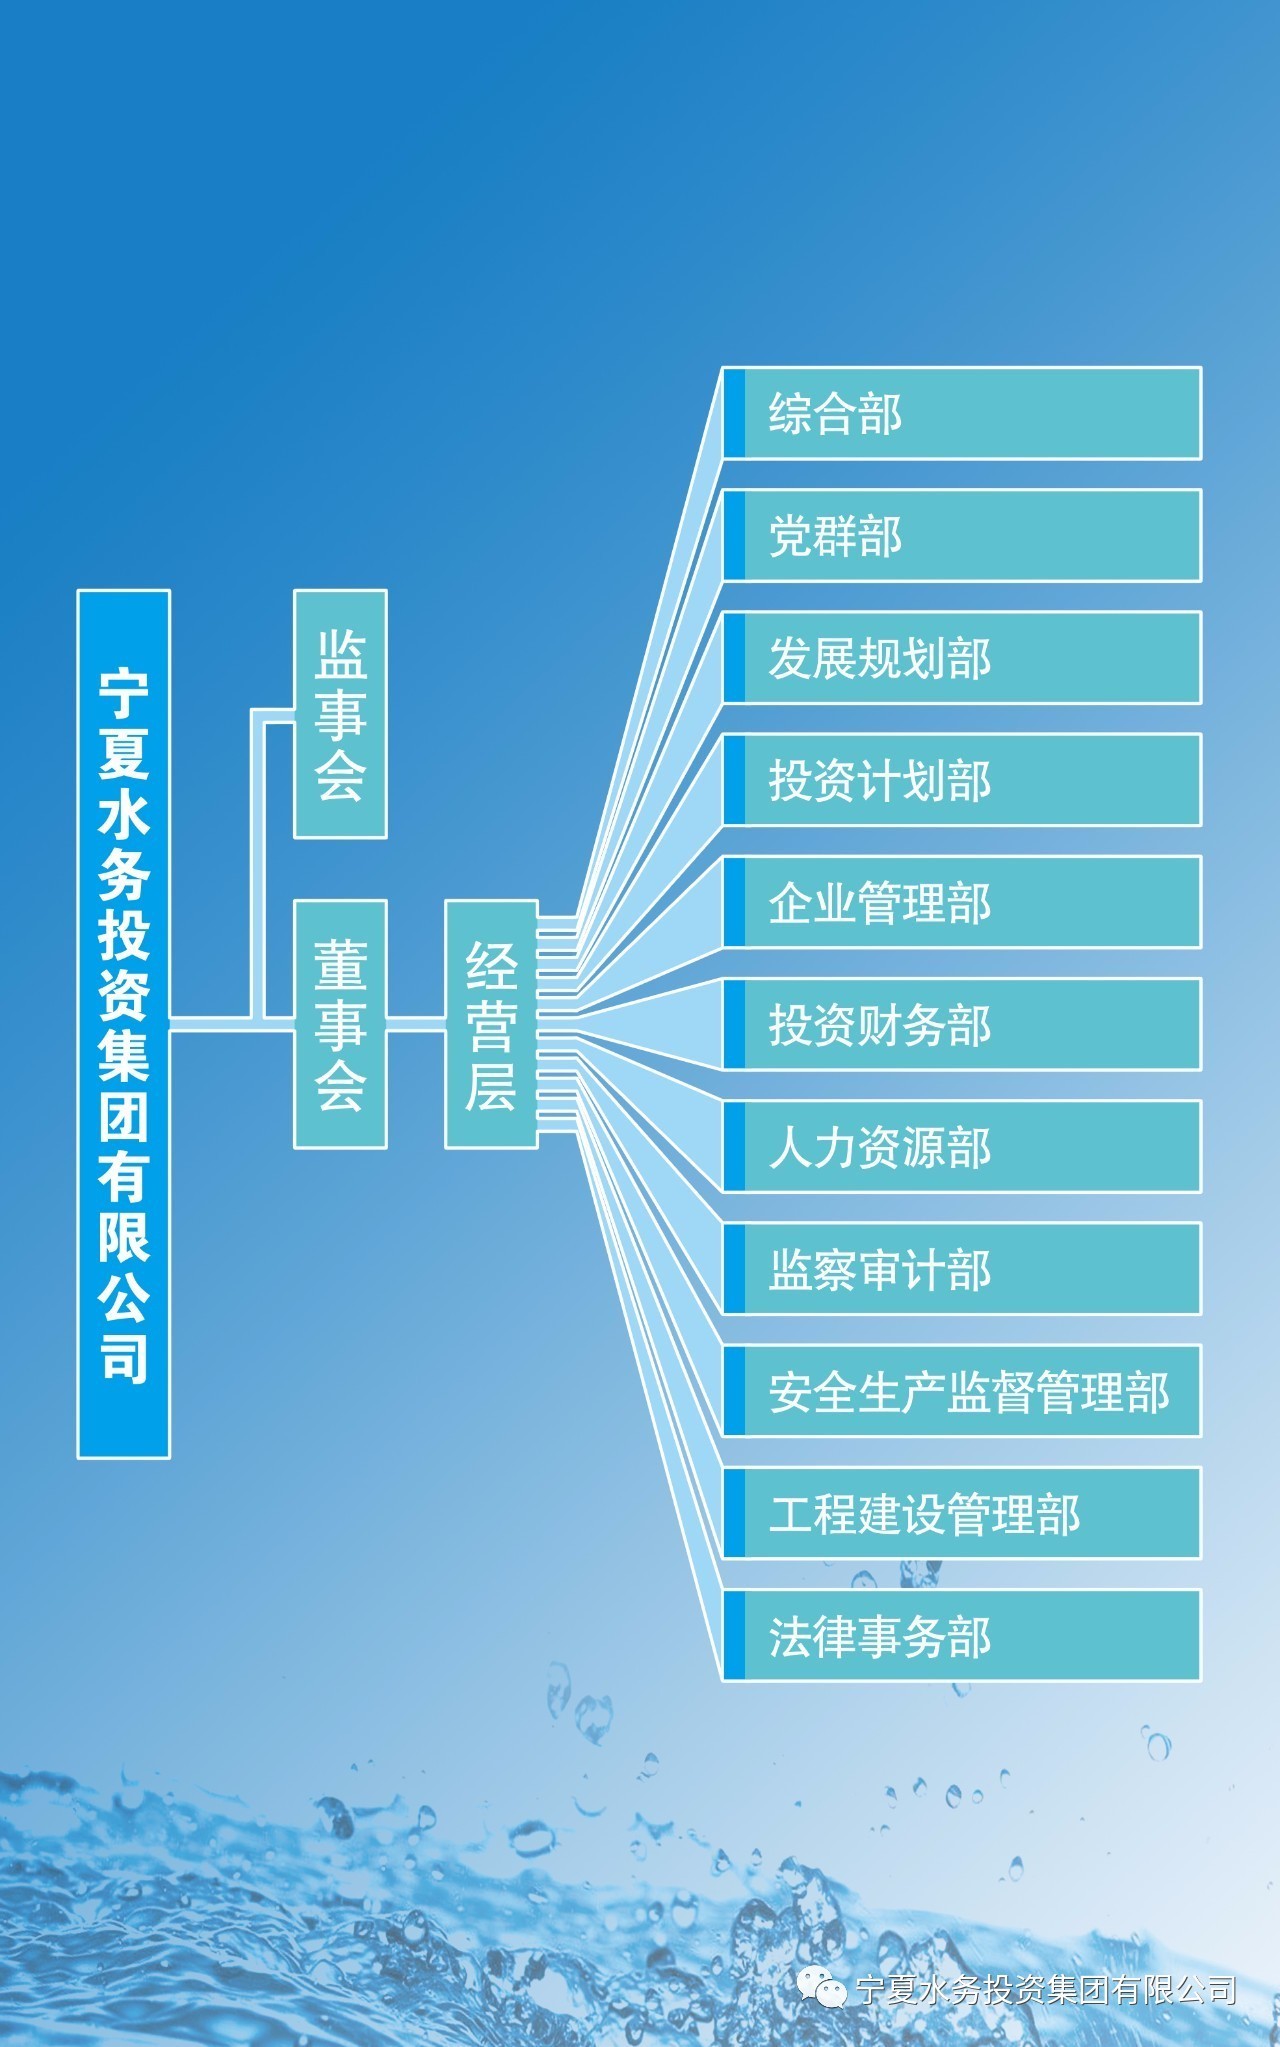 宁夏水务投资集团有限公司
监事会
董事会
经营层
综合部
党群部
发展规划部
投资计划部
企业管理部
投资财务部
人力资源部
监察审计部
安全生产监督管理部
工程建设管理部
法律事务部
宁夏水务投资集团有限公司